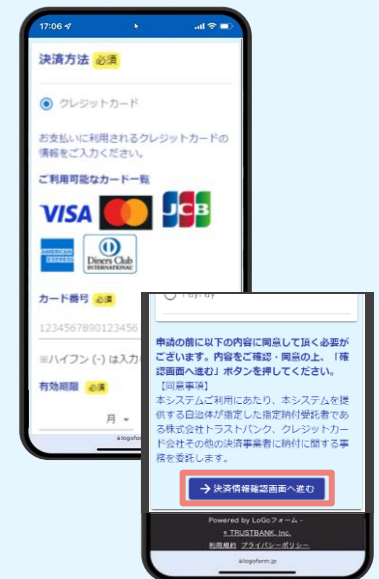 17:06
決済方法 必須
クレジットカード
お支払いに利用されるクレジットカードの
情報をご入力ください。
ご利用可能なカード一覧
VISA JCB
AMERICAN EXPRESS Diners Club INTERNATIONAL
カード番号 必須
1234567890123456
※ハイフン (-) は入力
有効期限 必須
月
PayPay
申請の前に以下の内容に同意して頂く必要が
ございます。内容をご確認・同意の上、「確
認画面へ進む」ボタンを押してください。
【同意事項】
本システムご利用にあたり、本システムを提
供する自治体が指定した指定納付受託者であ
る株式会社トラストバンク、クレジットカー
ド会社その他の決済事業者に納付に関する事
務を委託します。
→ 決済情報確認画面へ進む
Powered by LoGoフォーム -
© TRUSTBANK, Inc.
利用規約 プライバシーポリシー
logoform.jp